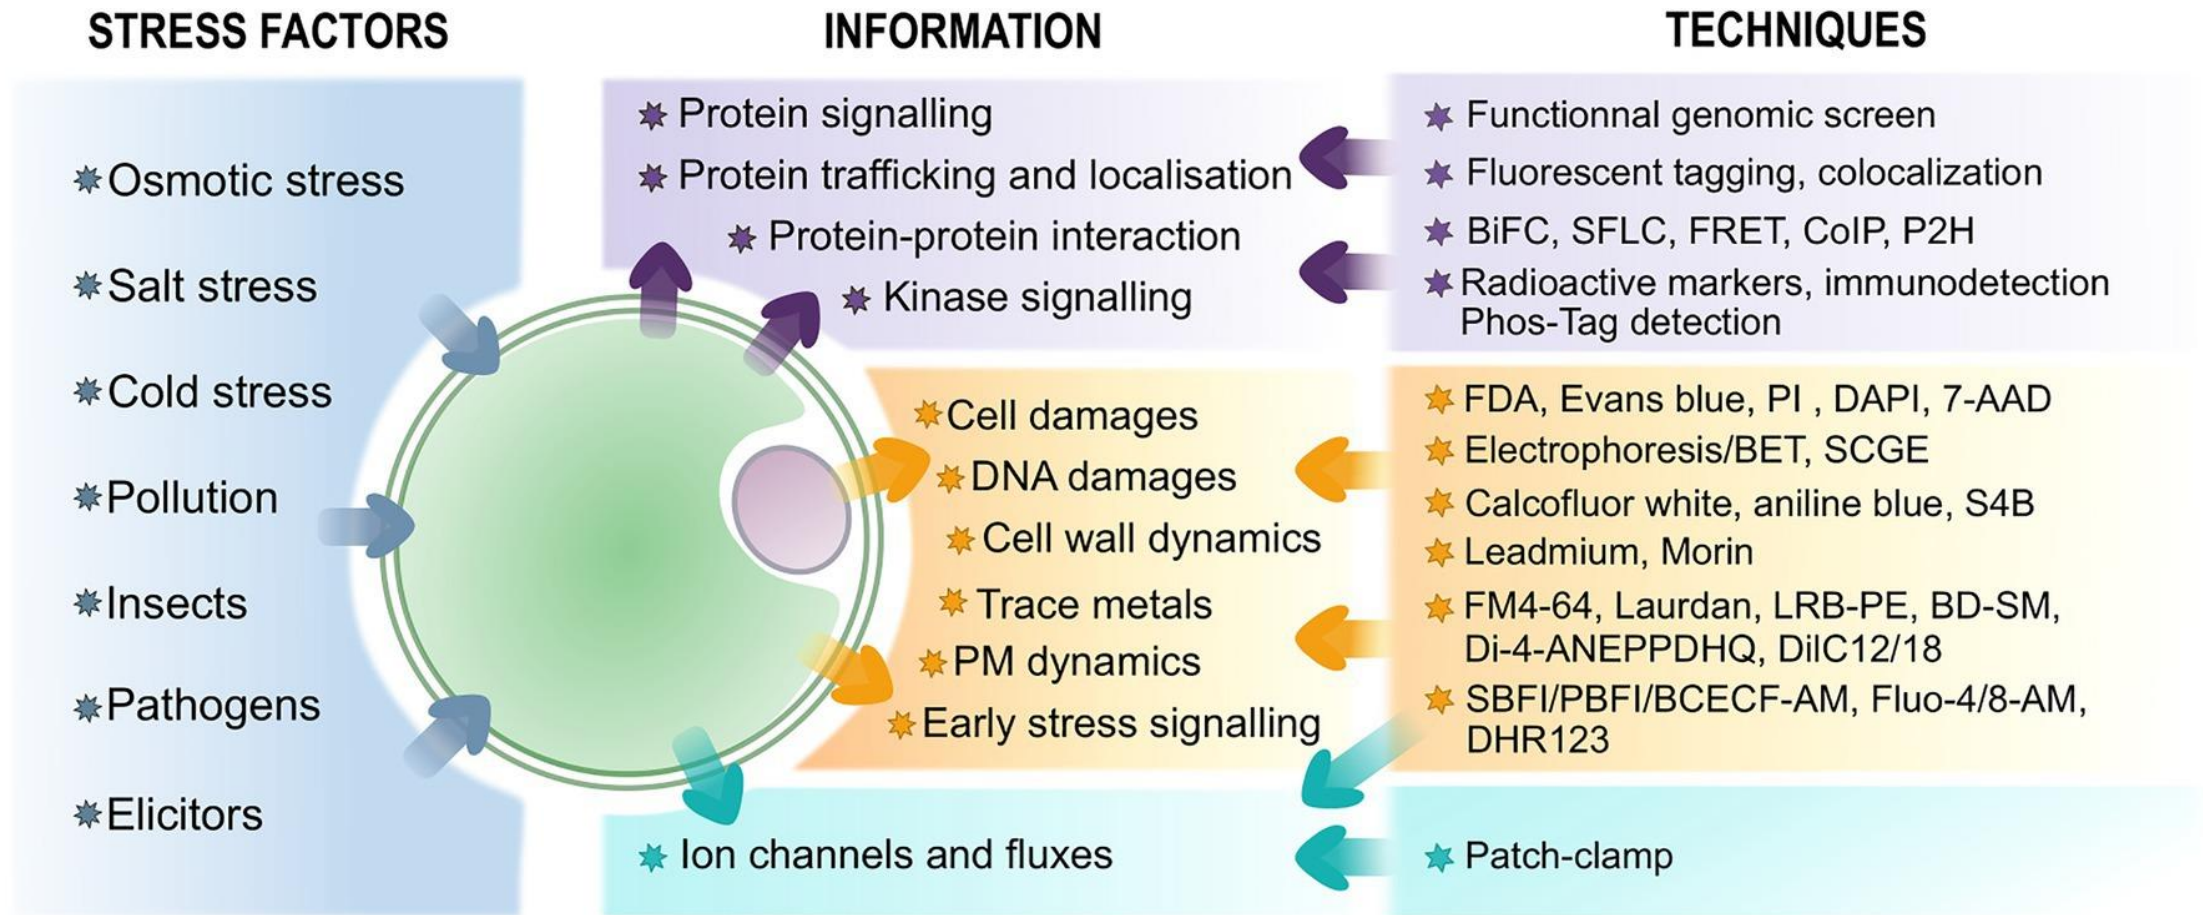 STRESS FACTORS
Osmotic stress
Salt stress
Cold stress
Pollution
Insects
Pathogens
Elicitors
INFORMATION
Protein signalling
Protein trafficking and localisation
Protein-protein interaction
Kinase signalling
Cell damages
DNA damages
Cell wall dynamics
Trace metals
PM dynamics
Early stress signalling
Ion channels and fluxes
TECHNIQUES
Functionnal genomic screen
Fluorescent tagging, colocalization
BiFC, SFLC, FRET, CoIP, P2H
Radioactive markers, immunodetection
Phos-Tag detection
FDA, Evans blue, PI , DAPI, 7-AAD
Electrophoresis/BET, SCGE
Calcofluor white, aniline blue, S4B
Leadmium, Morin
FM4-64, Laurdan, LRB-PE, BD-SM,
Di-4-ANEPPDHQ, DiIC12/18
SBFI/PBFI/BCECF-AM, Fluo-4/8-AM,
DHR123
Patch-clamp